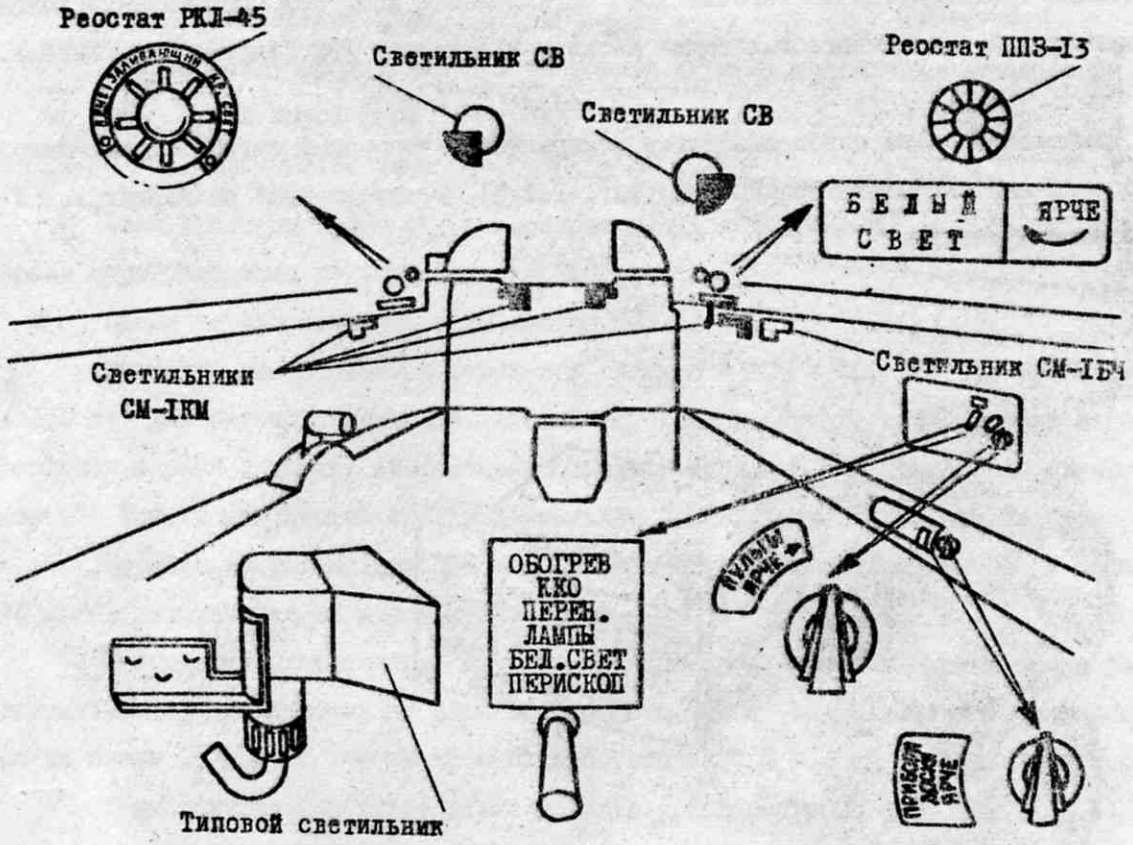 Реостат РКЛ-45
Светильник СВ
Реостат ППЗ-13
Светильник СВ
БЕЛЫЙ
СВЕТ
ЯРЧЕ
Светильники
СМ-1КМ
Светильник СМ-1БЧ
ОБОГРЕВ
ККО
ПЕРЕН.
ЛАМПЫ
БЕЛ.СВЕТ
ПЕРИСКОП
ПУЛЬТЫ
ЯРЧЕ
ПРИБОРН
ДОСКИ
ЯРЧЕ
Типовой светильник